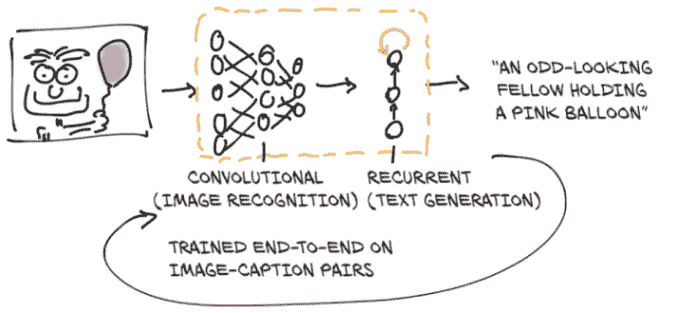 "AN ODD-LOOKING
FELLOW HOLDING
A PINK BALLOON"
CONVOLUTIONAL
(IMAGE RECOGNITION)
RECURRENT
(TEXT GENERATION)
TRAINED END-TO-END ON
IMAGE-CAPTION PAIRS